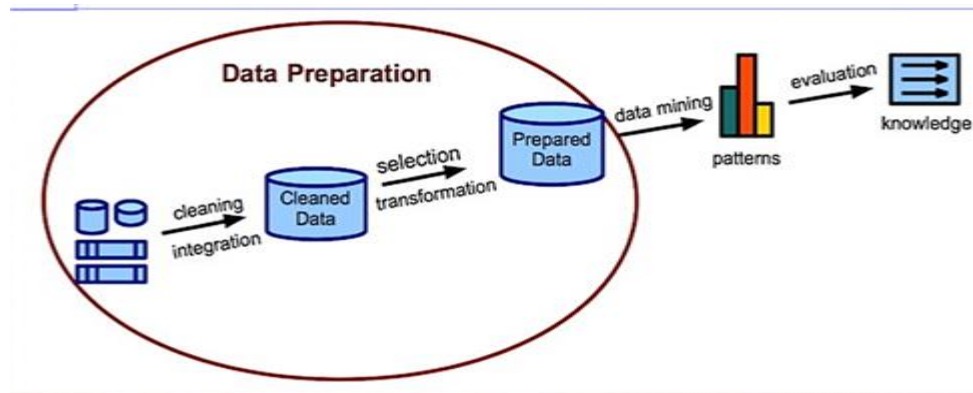 Data Preparation
cleaning
integration
Cleaned
Data
selection
transformation
Prepared
Data
data mining
patterns
evaluation
knowledge